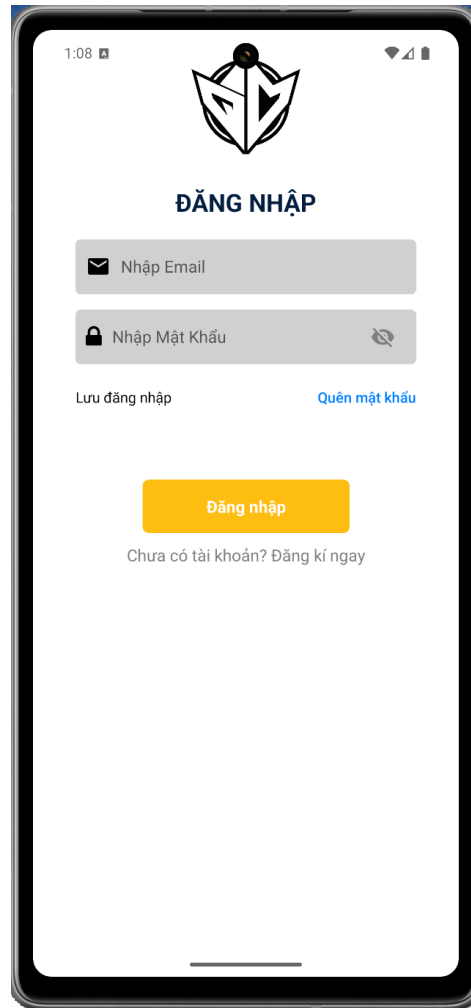 1:08
ĐĂNG NHẬP
Nhập Email
Nhập Mật Khẩu
Lưu đăng nhập Quên mật khẩu
Đăng nhập
Chưa có tài khoản? Đăng kí ngay